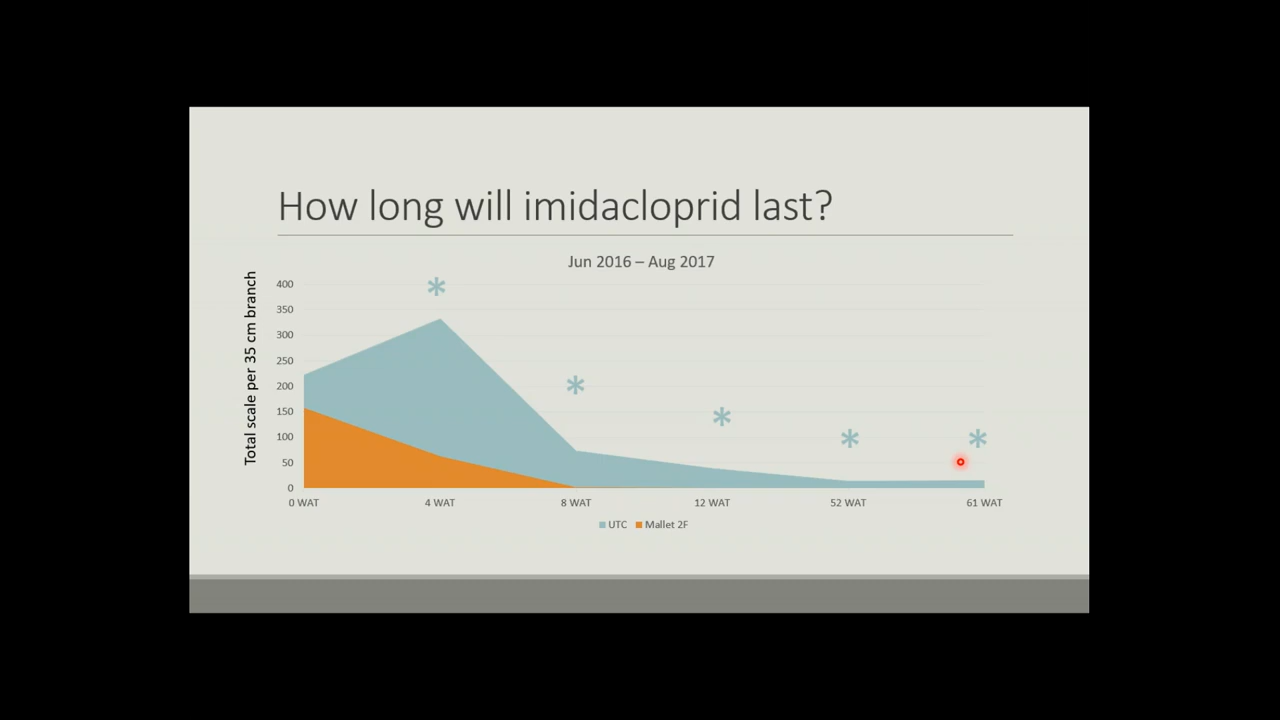 How long will imidacloprid last?
Jun 2016 – Aug 2017
Total scale per 35 cm branch
400
350
300
250
200
150
100
50
0
0 WAT 4 WAT 8 WAT 12 WAT 52 WAT 61 WAT
UTC Mallet 2F